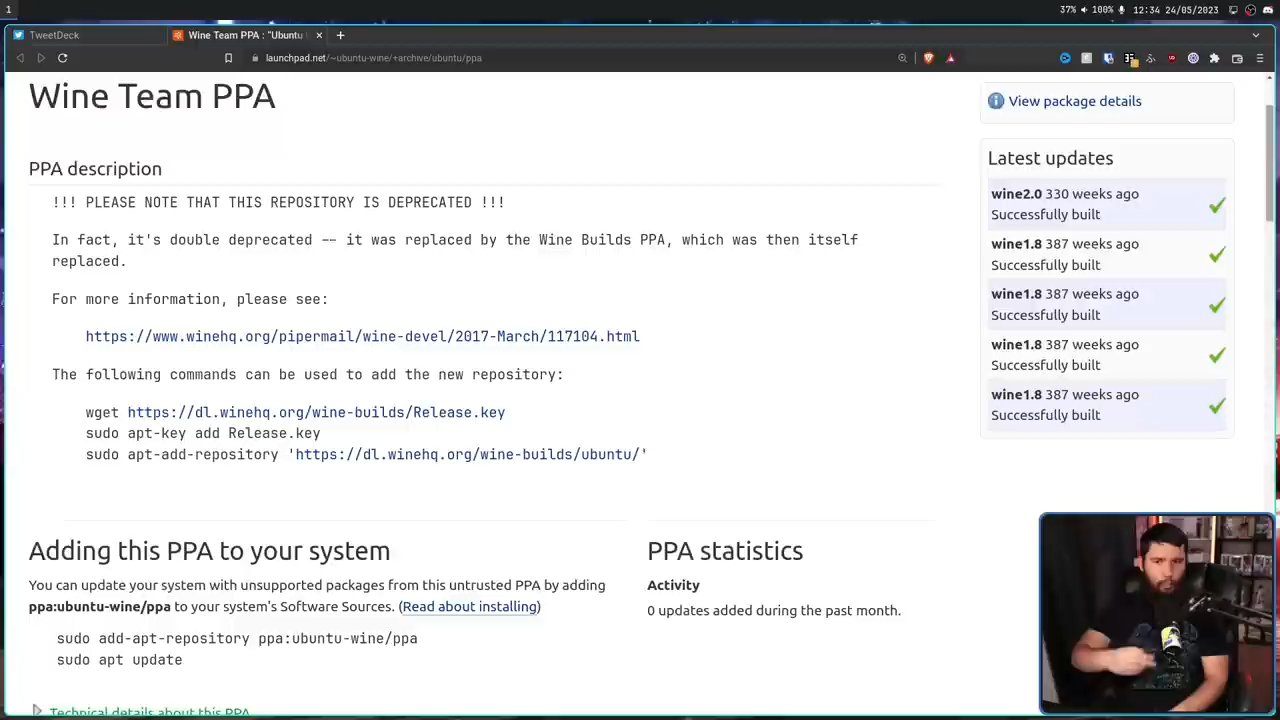 1
37%
100%
12:34 24/05/2023
TweetDeck
Wine Team PPA : "Ubuntu
launchpad.net/~ubuntu-wine/+archive/ubuntu/ppa
Wine Team PPA
PPA description
!!! PLEASE NOTE THAT THIS REPOSITORY IS DEPRECATED !!!
In fact, it's double deprecated -- it was replaced by the Wine Builds PPA, which was then itself
replaced.
For more information, please see:
https://www.winehq.org/pipermail/wine-devel/2017-March/117104.html
The following commands can be used to add the new repository:
wget https://dl.winehq.org/wine-builds/Release.key
sudo apt-key add Release.key
sudo apt-add-repository 'https://dl.winehq.org/wine-builds/ubuntu/'
Adding this PPA to your system
You can update your system with unsupported packages from this untrusted PPA by adding
ppa:ubuntu-wine/ppa to your system's Software Sources. (Read about installing)
sudo add-apt-repository ppa:ubuntu-wine/ppa
sudo apt update
Technical details about this PPA
PPA statistics
Activity
0 updates added during the past month.
View package details
Latest updates
wine2.0 330 weeks ago
Successfully built
wine1.8 387 weeks ago
Successfully built
wine1.8 387 weeks ago
Successfully built
wine1.8 387 weeks ago
Successfully built
wine1.8 387 weeks ago
Successfully built